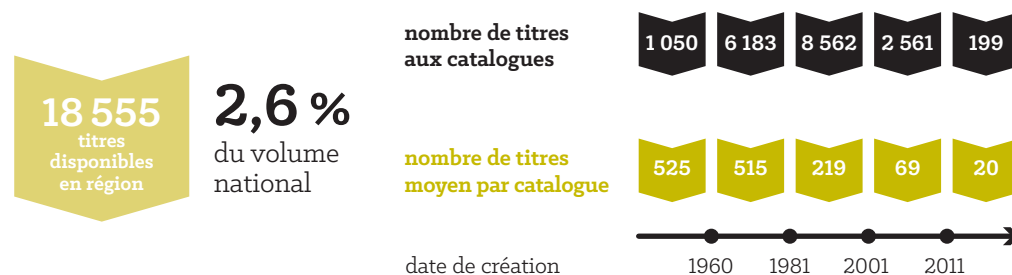 18 555
titres
disponibles
en région
2,6 %
du volume
national
nombre de titres
aux catalogues
1 050 6 183 8 562 2 561 199
nombre de titres
moyen par catalogue
525 515 219 69 20
date de création
1960 1981 2001 2011